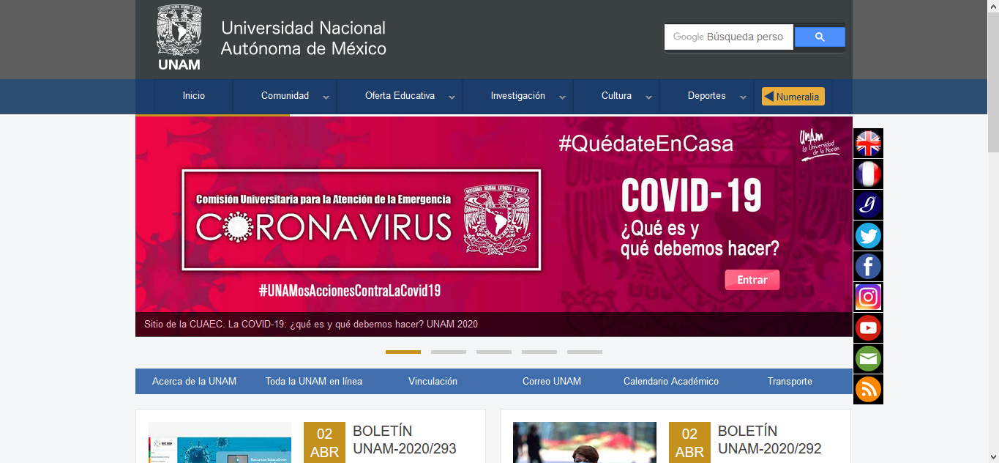 UNAM
Universidad Nacional
Autónoma de México
Google Búsqueda perso
Inicio
Comunidad
Oferta Educativa
Investigación
Cultura
Deportes
Numeralia
#QuédateEnCasa
UnAm
La Universidad
de la Nación
Comisión Universitaria para la Atención de la Emergencia
CORONAVIRUS
#UNAMosAccionesContraLaCovid19
COVID-19
¿Qué es y
qué debemos hacer?
Entrar
Sitio de la CUAEC. La COVID-19: ¿qué es y qué debemos hacer? UNAM 2020
Acerca de la UNAM
Toda la UNAM en línea
Vinculación
Correo UNAM
Calendario Académico
Transporte
02
ABR
BOLETÍN
UNAM-2020/293
Recursos Educativos
02
ABR
BOLETÍN
UNAM-2020/292